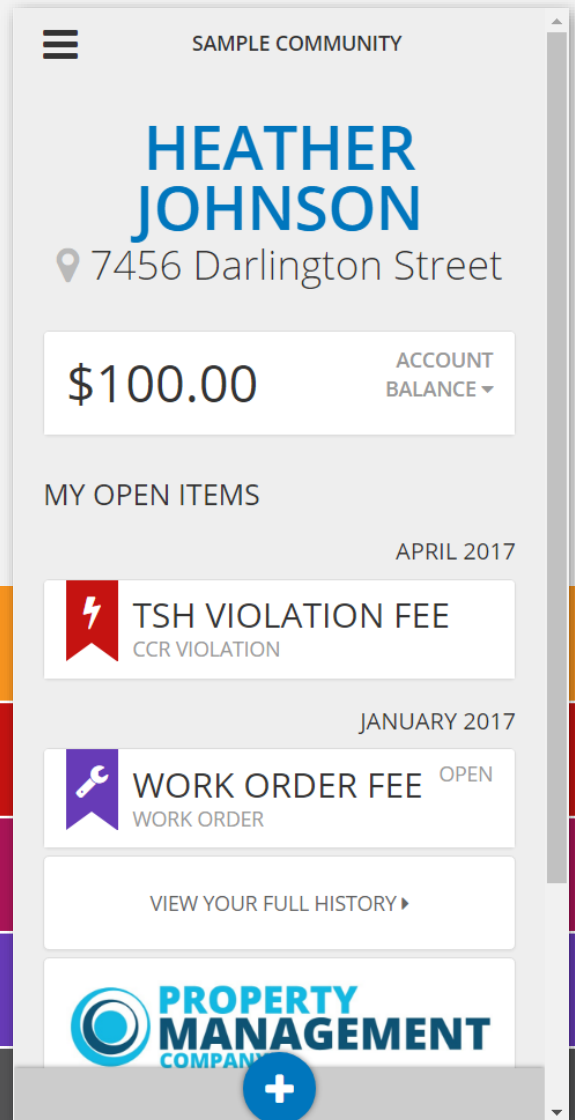 SAMPLE COMMUNITY
HEATHER
JOHNSON
7456 Darlington Street
$100.00
ACCOUNT
BALANCE
MY OPEN ITEMS
APRIL 2017
TSH VIOLATION FEE
CCR VIOLATION
JANUARY 2017
WORK ORDER FEE
OPEN
WORK ORDER
VIEW YOUR FULL HISTORY
PROPERTY
MANAGEMENT
COMPANY